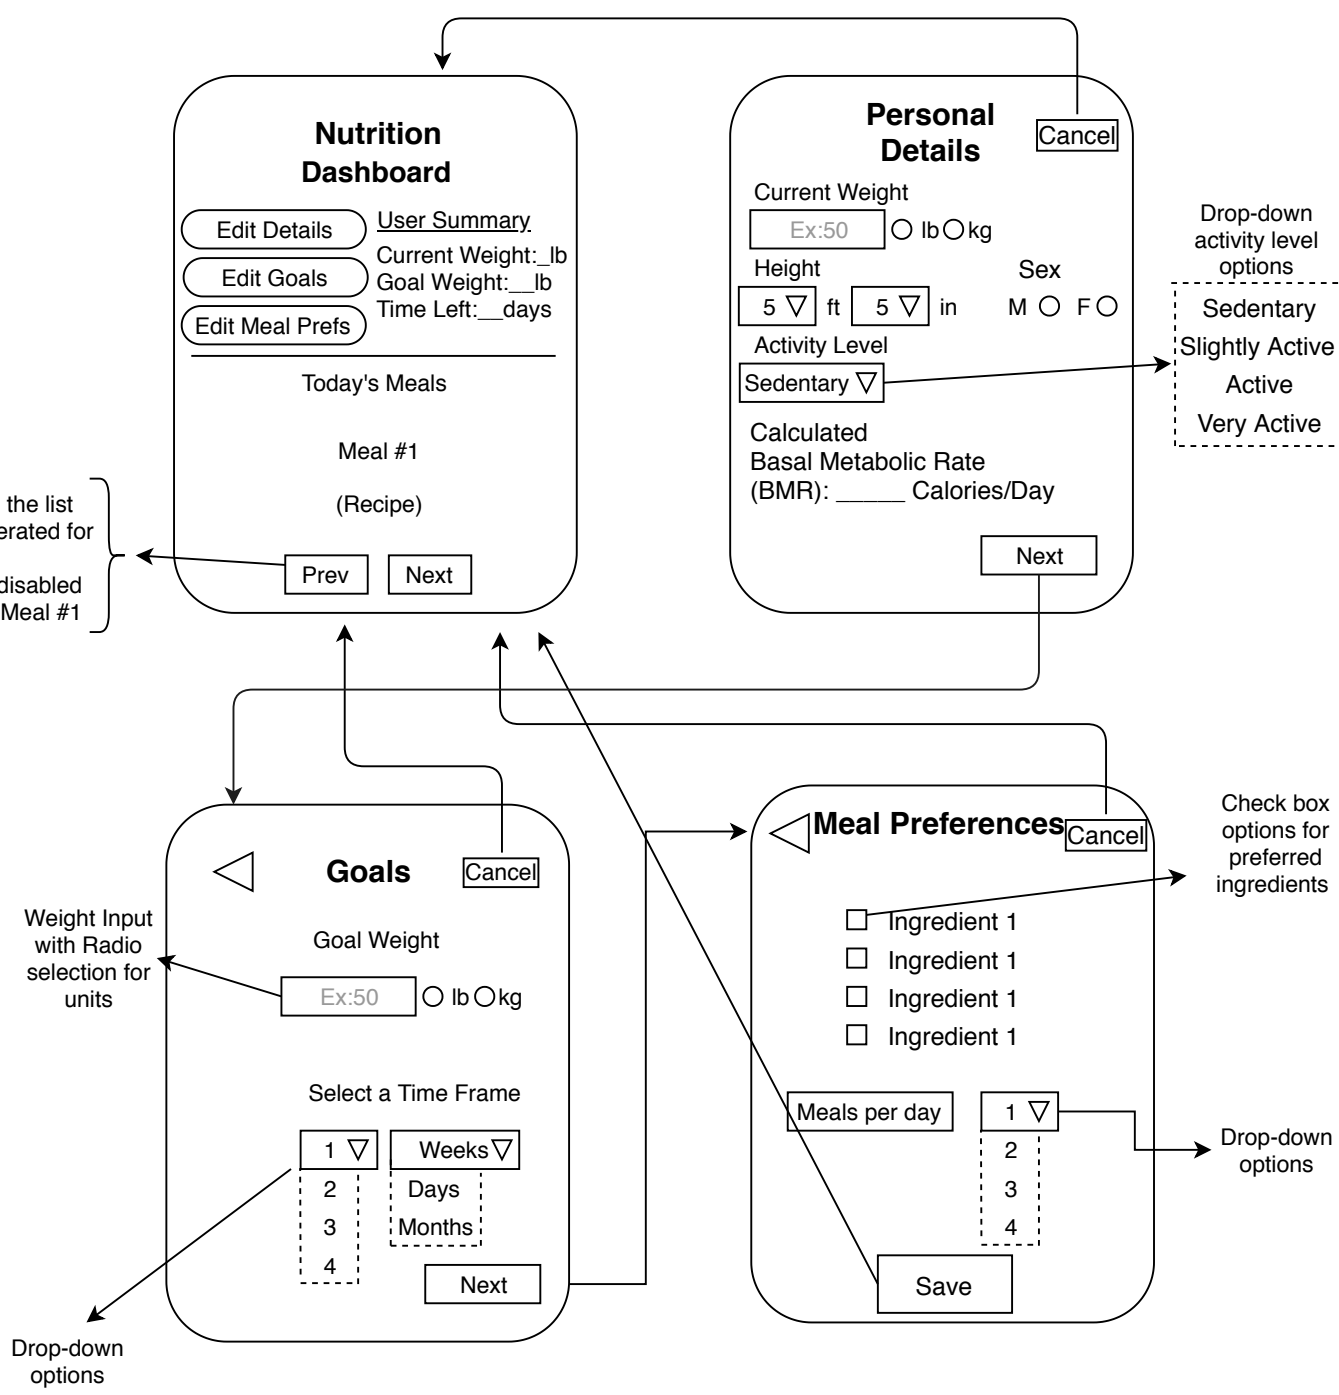 Nutrition
Dashboard
Edit Details
Edit Goals
Edit Meal Prefs
User Summary
Current Weight:_lb
Goal Weight:__lb
Time Left:__days
Today's Meals
Meal #1
(Recipe)
Prev
Next
the list
erated for
disabled
Meal #1
Personal
Details
Cancel
Current Weight
Ex:50 lb kg
Height
Sex
5 ft 5 in
M F
Activity Level
Sedentary
Calculated
Basal Metabolic Rate
(BMR): _____ Calories/Day
Next
Drop-down
activity level
options
Sedentary
Slightly Active
Active
Very Active
Goals
Cancel
Goal Weight
Ex:50 lb kg
Select a Time Frame
1
2
3
4
Weeks
Days
Months
Next
Weight Input
with Radio
selection for
units
Drop-down
options
Meal Preferences
Cancel
Ingredient 1
Ingredient 1
Ingredient 1
Ingredient 1
Meals per day
1
2
3
4
Save
Check box
options for
preferred
ingredients
Drop-down
options